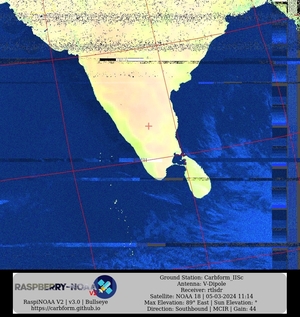 RASPBERRY-NOAA
V2
RaspiNOAA V2 | v3.0 | Bullseye
https://carbform.github.io
Ground Station: Carbform_IISc
Antenna: V-Dipole
Receiver: rtlsdr
Satellite: NOAA 18 | 05-03-2024 11:14
Max Elevation: 89° East | Sun Elevation: °
Direction: Southbound | MCIR | Gain: 44